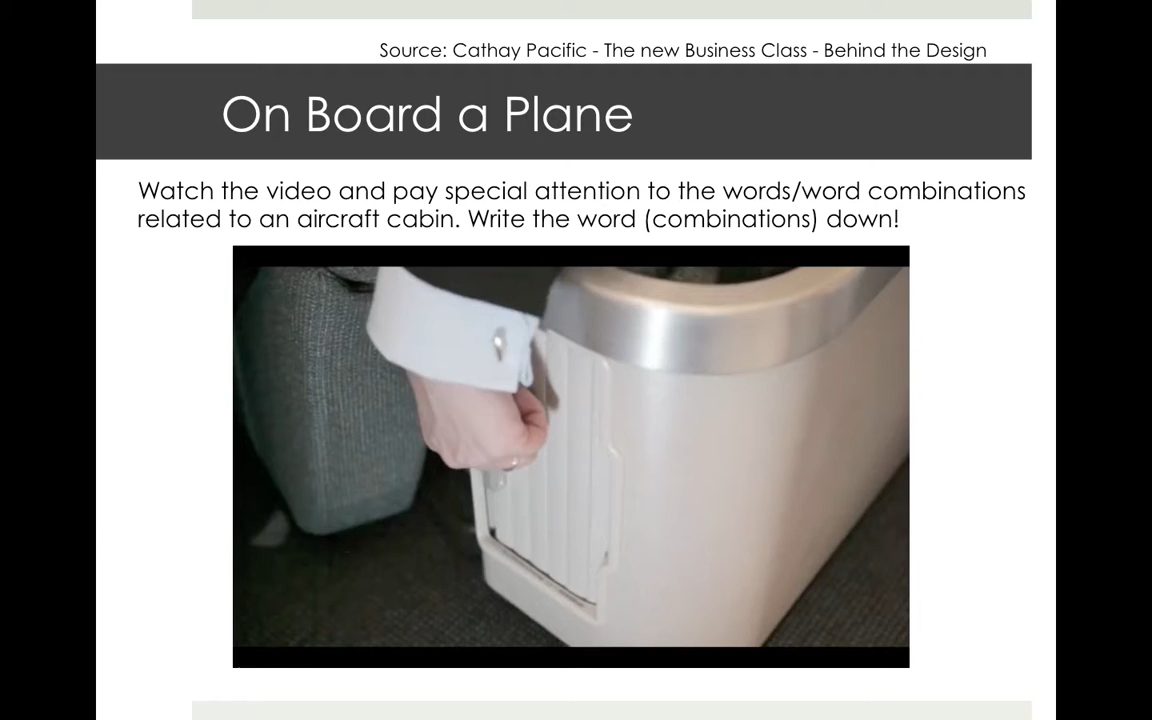 Source: Cathay Pacific - The new Business Class - Behind the Design
On Board a Plane
Watch the video and pay special attention to the words/word combinations
related to an aircraft cabin. Write the word (combinations) down!